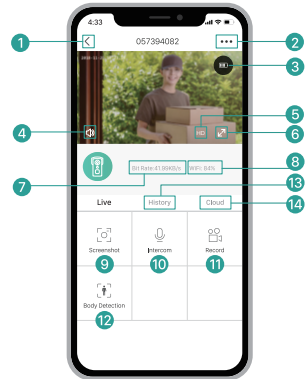 4:33
1
057394082
2
3
4
5
HD
6
7
Bit Rate:41.99KB/s
WiFi: 84%
8
13
Live
History
Cloud
14
Screenshot
Intercom
Record
9
10
11
Body Detection
12